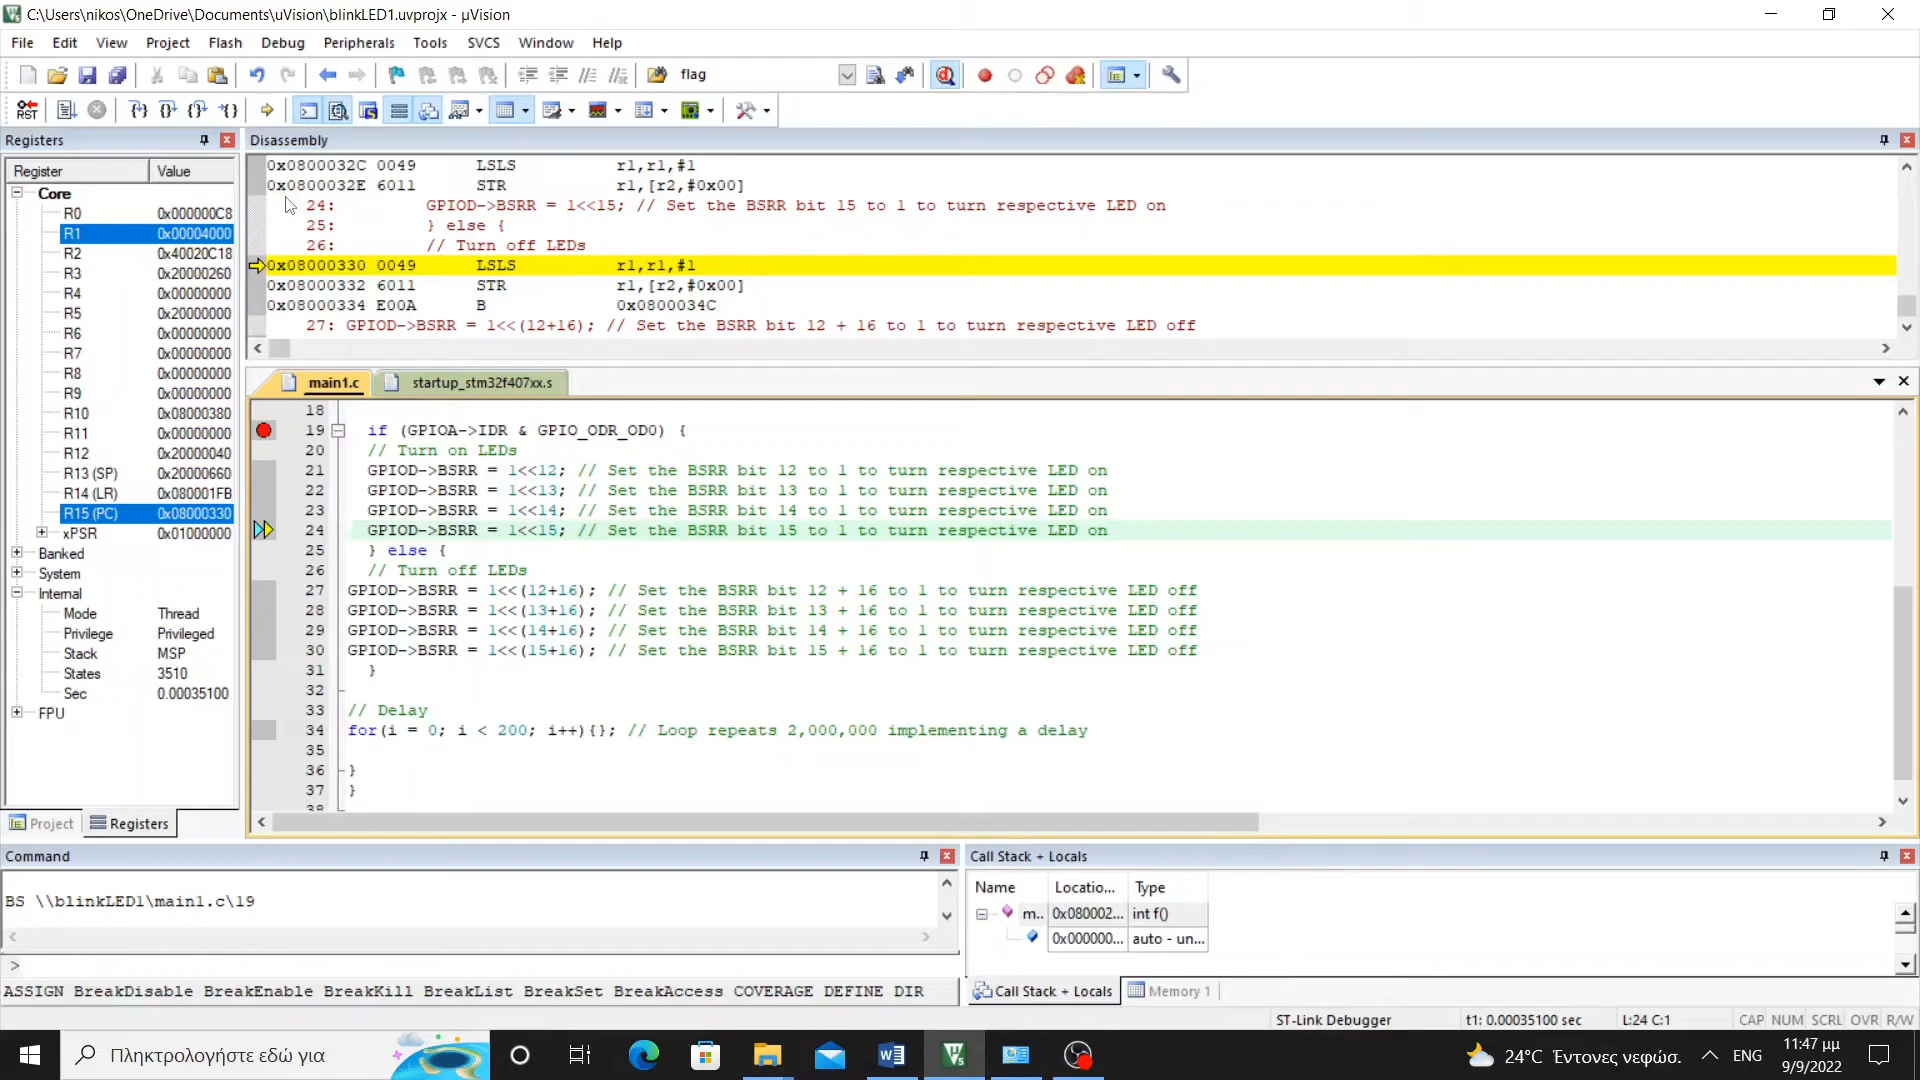 C:\Users\nikos\OneDrive\Documents\uVision\blinkLED1.uvprojx - µVision
File Edit View Project Flash Debug Peripherals Tools SVCS Window Help
flag
RST
Registers
Register Value
Core
R0 0x000000C8
R1 0x00004000
R2 0x40020C18
R3 0x20000260
R4 0x00000000
R5 0x20000000
R6 0x00000000
R7 0x00000000
R8 0x00000000
R9 0x00000000
R10 0x08000380
R11 0x00000000
R12 0x20000040
R13 (SP) 0x20000660
R14 (LR) 0x080001FB
R15 (PC) 0x08000330
xPSR 0x01000000
Banked
System
Internal
Mode Thread
Privilege Privileged
Stack MSP
States 3510
Sec 0.00035100
FPU
Project Registers
Disassembly
0x0800032C 0049 LSLS r1,r1,#1
0x0800032E 6011 STR r1,[r2,#0x00]
24: GPIOD->BSRR = 1<<15; // Set the BSRR bit 15 to 1 to turn respective LED on
25: } else {
26: // Turn off LEDs
0x08000330 0049 LSLS r1,r1,#1
0x08000332 6011 STR r1,[r2,#0x00]
0x08000334 E00A B 0x0800034C
27: GPIOD->BSRR = 1<<(12+16); // Set the BSRR bit 12 + 16 to 1 to turn respective LED off
main1.c startup_stm32f407xx.s
18
19 if (GPIOA->IDR & GPIO_ODR_OD0) {
20 // Turn on LEDs
21 GPIOD->BSRR = 1<<12; // Set the BSRR bit 12 to 1 to turn respective LED on
22 GPIOD->BSRR = 1<<13; // Set the BSRR bit 13 to 1 to turn respective LED on
23 GPIOD->BSRR = 1<<14; // Set the BSRR bit 14 to 1 to turn respective LED on
24 GPIOD->BSRR = 1<<15; // Set the BSRR bit 15 to 1 to turn respective LED on
25 } else {
26 // Turn off LEDs
27 GPIOD->BSRR = 1<<(12+16); // Set the BSRR bit 12 + 16 to 1 to turn respective LED off
28 GPIOD->BSRR = 1<<(13+16); // Set the BSRR bit 13 + 16 to 1 to turn respective LED off
29 GPIOD->BSRR = 1<<(14+16); // Set the BSRR bit 14 + 16 to 1 to turn respective LED off
30 GPIOD->BSRR = 1<<(15+16); // Set the BSRR bit 15 + 16 to 1 to turn respective LED off
31 }
32
33 // Delay
34 for(i = 0; i < 200; i++){}; // Loop repeats 2,000,000 implementing a delay
35
36 }
37 }
38
Command
BS \\blinkLED1\main1.c\19
>
ASSIGN BreakDisable BreakEnable BreakKill BreakList BreakSet BreakAccess COVERAGE DEFINE DIR
Call Stack + Locals
Name Locatio... Type
m.. 0x080002... int f()
0x000000... auto - un...
Call Stack + Locals Memory 1
ST-Link Debugger t1: 0.00035100 sec L:24 C:1 CAP NUM SCRL OVR R/W
Πληκτρολογήστε εδώ για
24°C Έντονες νεφώσ. ENG
11:47 μμ
9/9/2022